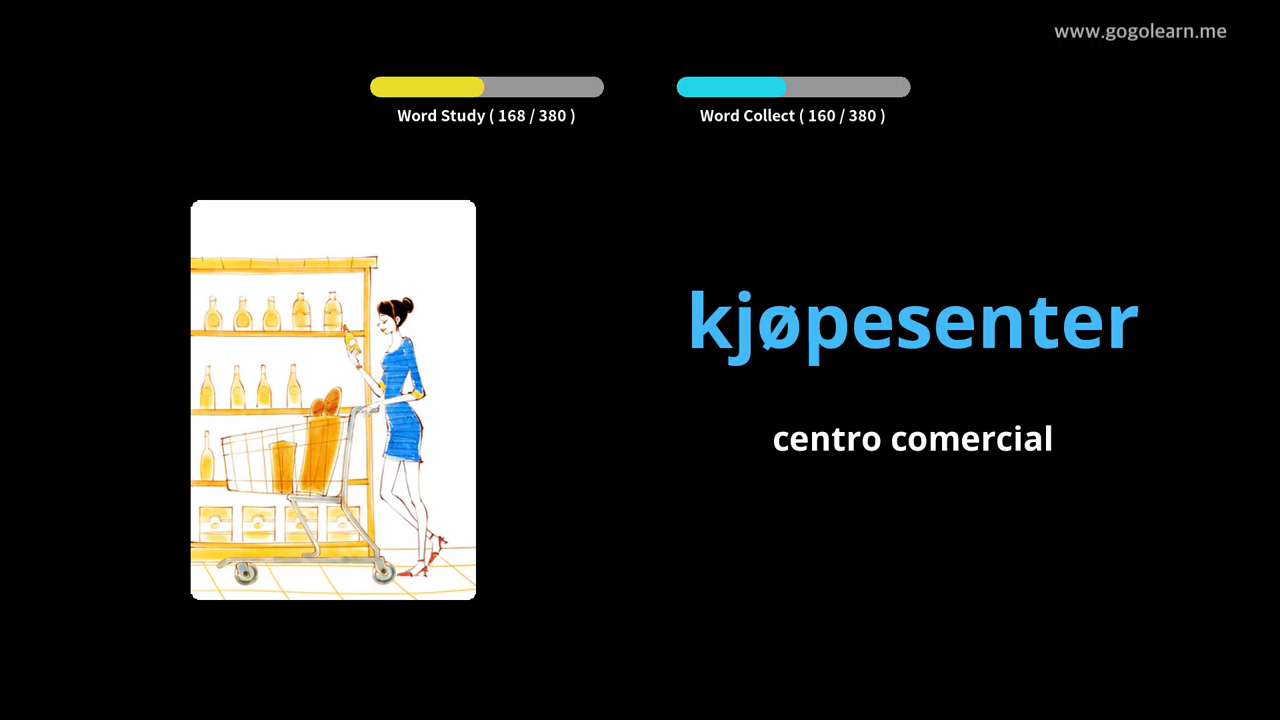 www.gogolearn.me
Word Study ( 168 / 380 )
Word Collect ( 160 / 380 )
kjøpesenter
centro comercial